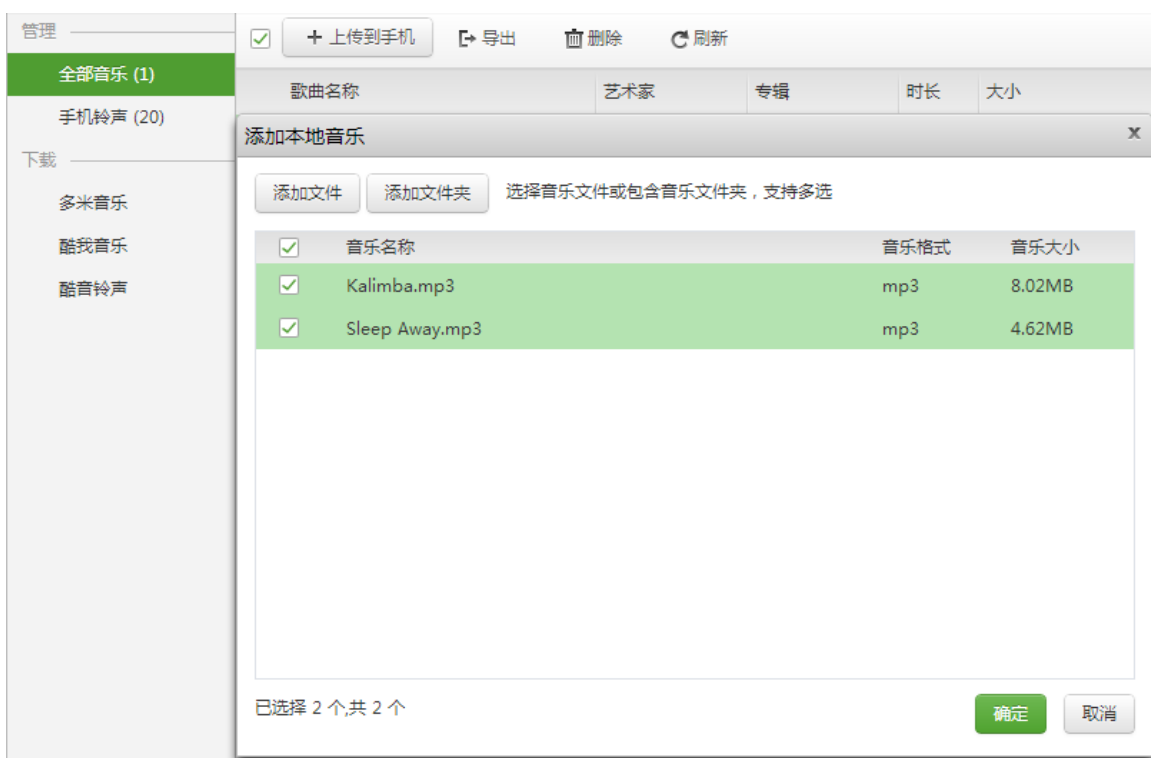 管理
全部音乐 (1)
手机铃声 (20)
下载
多米音乐
酷我音乐
酷音铃声
上传到手机 导出 删除 刷新
歌曲名称 艺术家 专辑 时长 大小
添加本地音乐 x
添加文件 添加文件夹 选择音乐文件或包含音乐文件夹，支持多选
音乐名称 音乐格式 音乐大小
Kalimba.mp3 mp3 8.02MB
Sleep Away.mp3 mp3 4.62MB
已选择 2 个,共 2 个
确定 取消